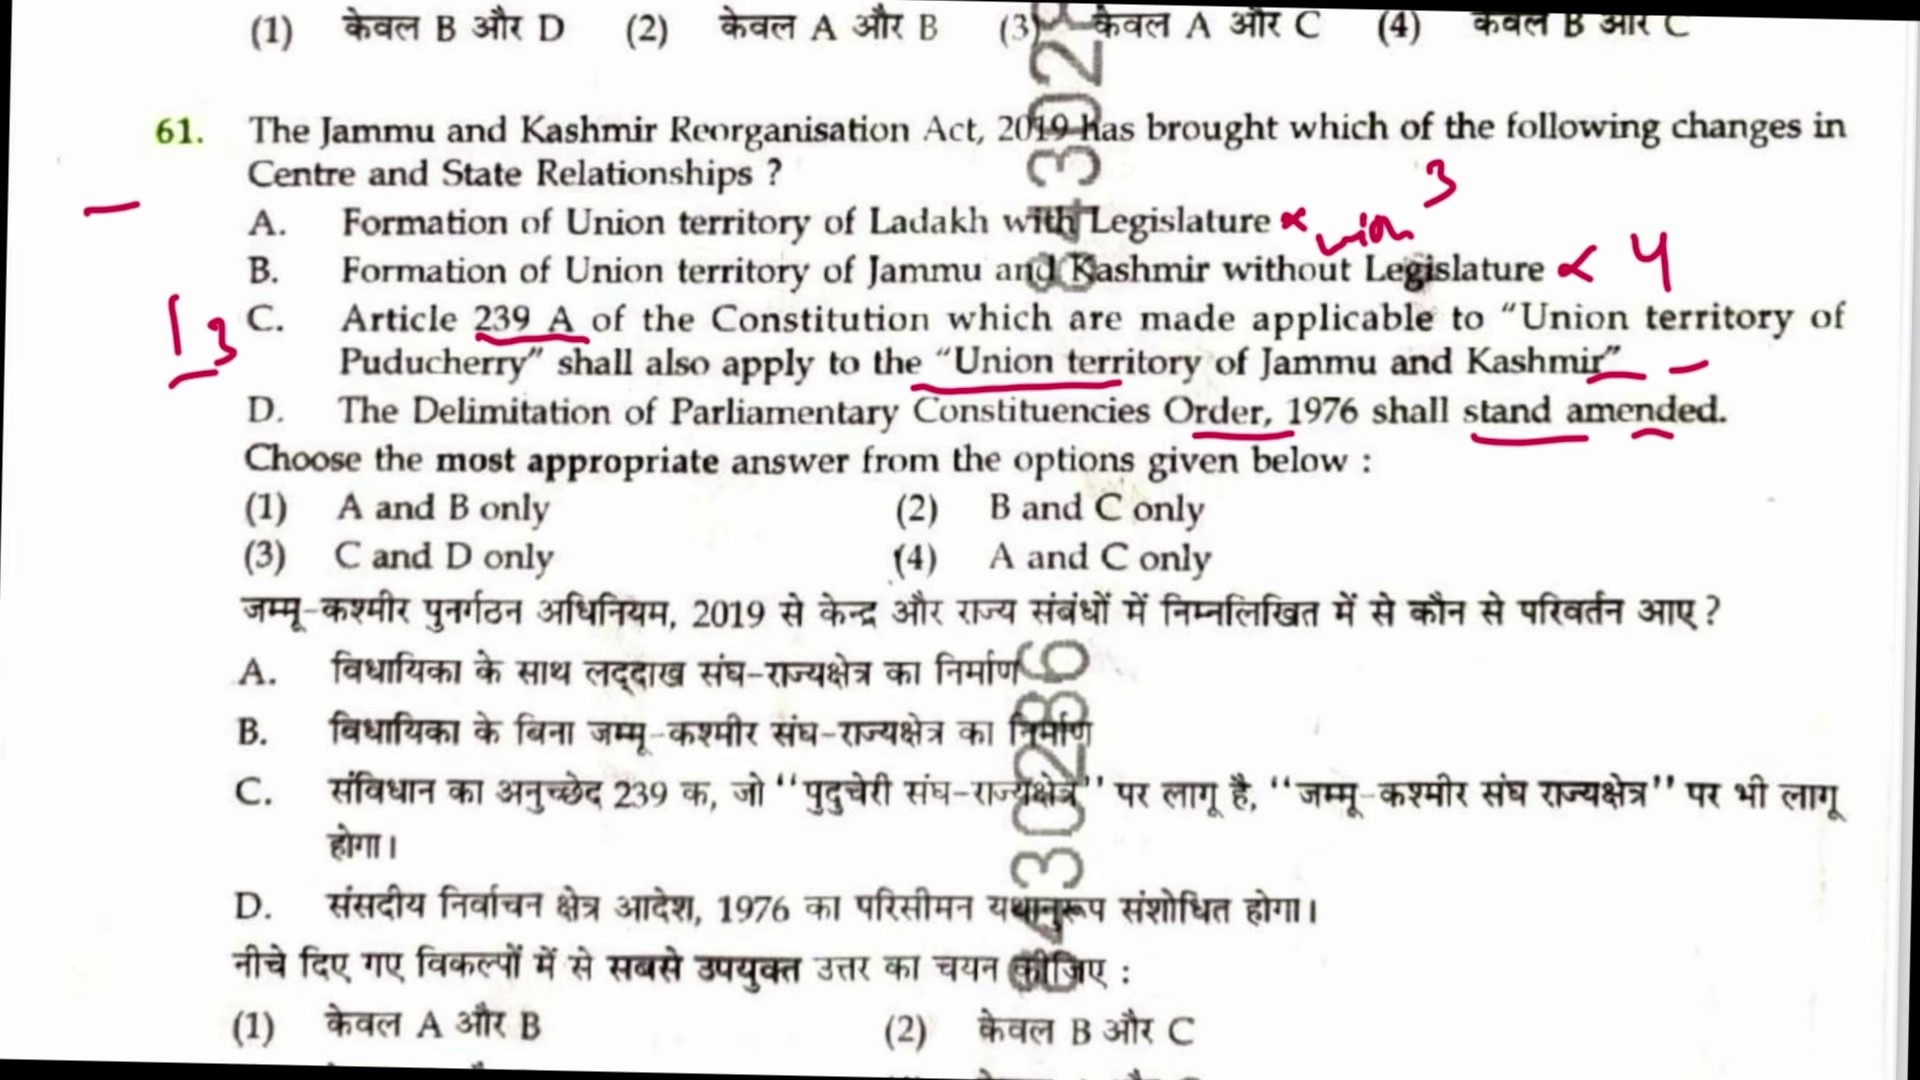 (1) केवल B और D (2) केवल A और B (3) केवल A और C (4) केवल B और C
61. The Jammu and Kashmir Reorganisation Act, 2019 has brought which of the following changes in
Centre and State Relationships ?
3
A. Formation of Union territory of Ladakh with Legislature
B. Formation of Union territory of Jammu and Kashmir without Legislature 4
13 C. Article 239 A of the Constitution which are made applicable to “Union territory of
Puducherry” shall also apply to the “Union territory of Jammu and Kashmir”
D. The Delimitation of Parliamentary Constituencies Order, 1976 shall stand amended.
Choose the most appropriate answer from the options given below :
(1) A and B only (2) B and C only
(3) C and D only (4) A and C only
जम्मू-कश्मीर पुनर्गठन अधिनियम, 2019 से केन्द्र और राज्य संबंधों में निम्नलिखित में से कौन से परिवर्तन आए ?
A. विधायिका के साथ लद्दाख संघ-राज्यक्षेत्र का निर्माण
B. विधायिका के बिना जम्मू-कश्मीर संघ-राज्यक्षेत्र का निर्माण
C. संविधान का अनुच्छेद 239 क, जो ‘‘पुदुचेरी संघ-राज्यक्षेत्र’’ पर लागू है, ‘‘जम्मू-कश्मीर संघ राज्यक्षेत्र’’ पर भी लागू
होगा।
D. संसदीय निर्वाचन क्षेत्र आदेश, 1976 का परिसीमन यथानुरूप संशोधित होगा।
नीचे दिए गए विकल्पों में से सबसे उपयुक्त उत्तर का चयन कीजिए :
(1) केवल A और B (2) केवल B और C